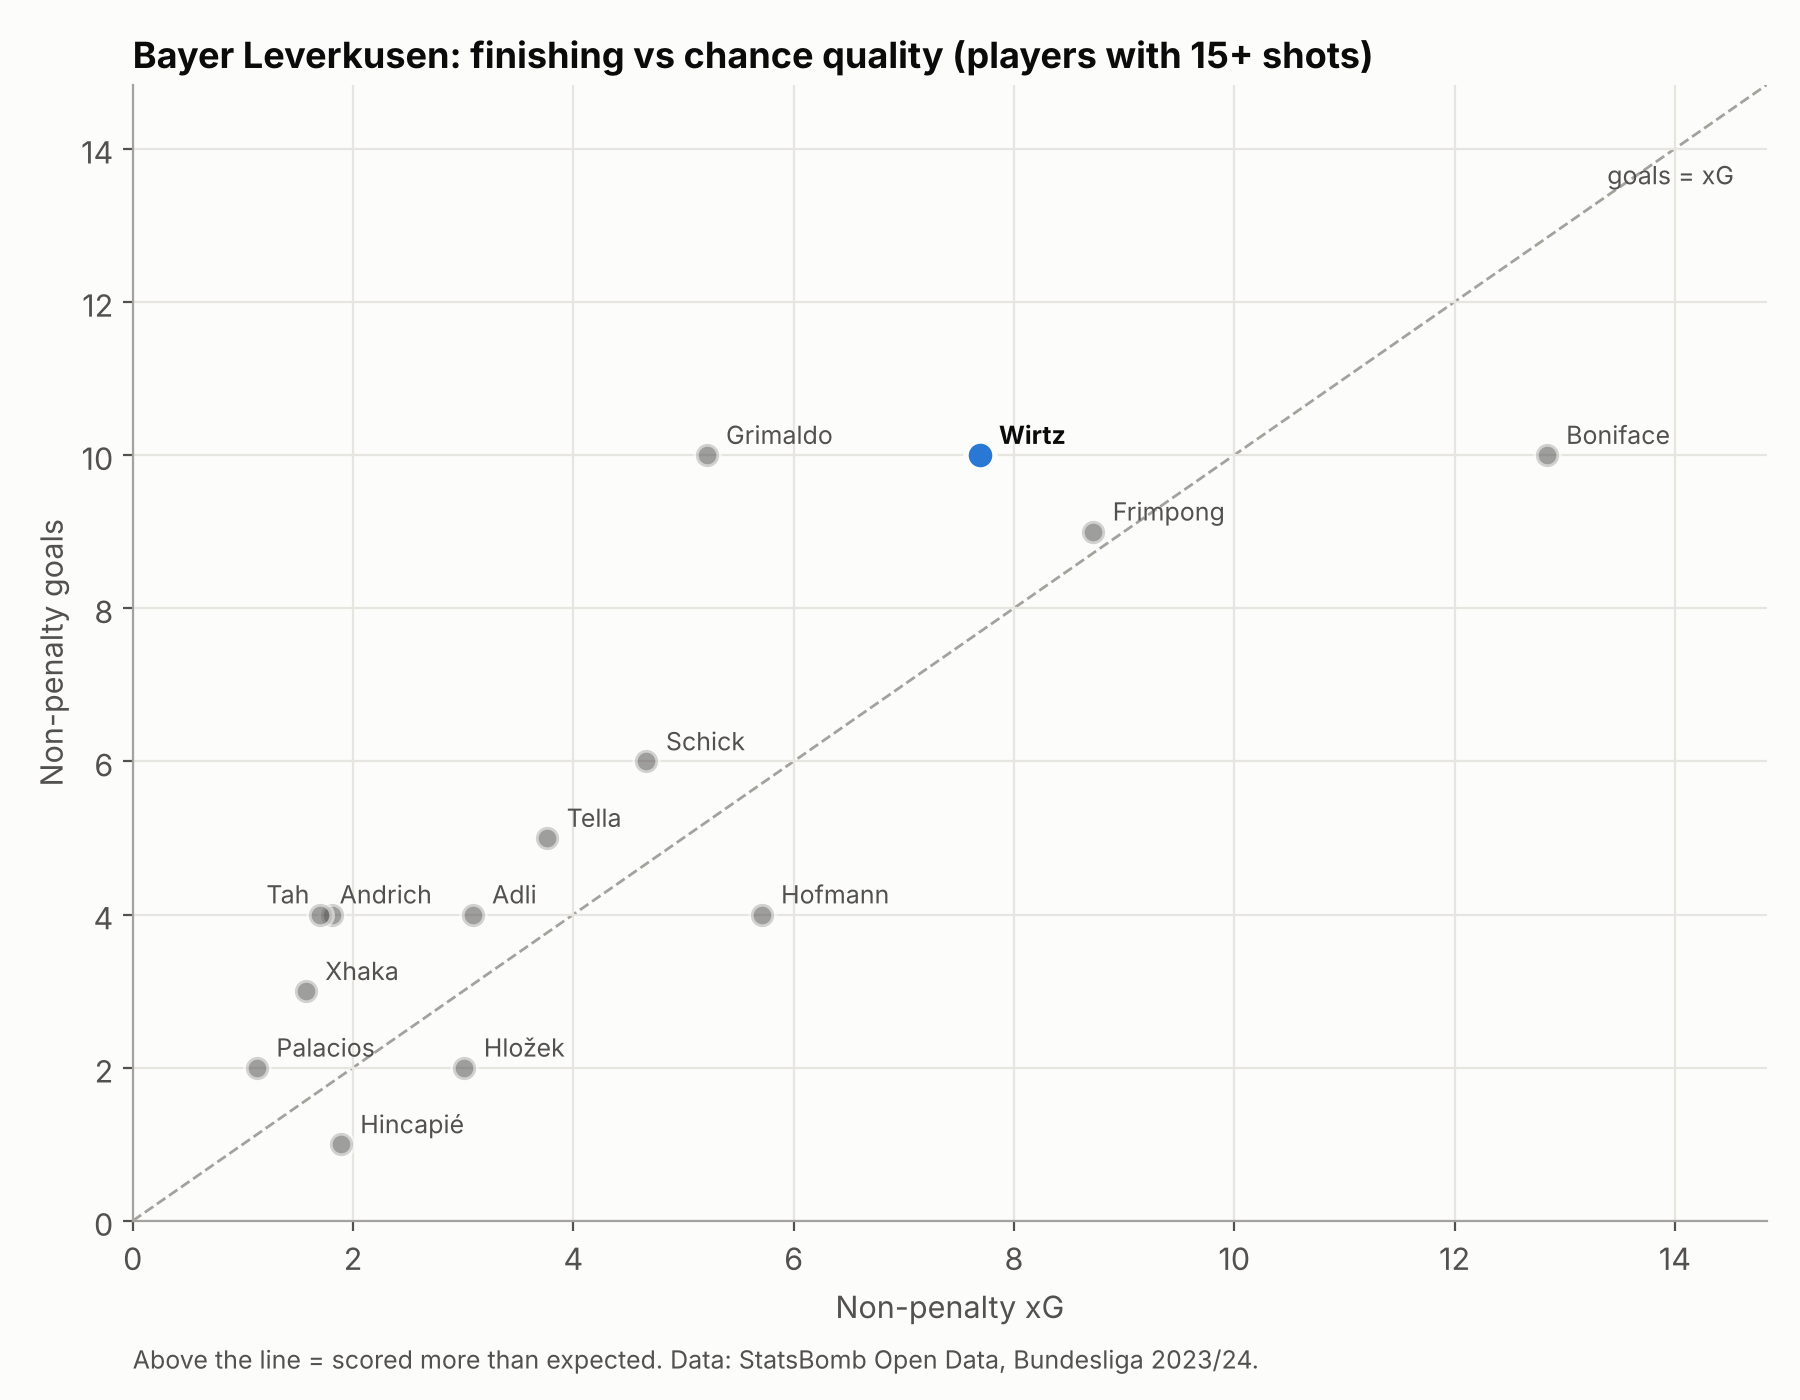 Bayer Leverkusen: finishing vs chance quality (players with 15+ shots)
14
goals = xG
12
Grimaldo
Wirtz
Boniface
10
Frimpong
Non-penalty goals
8
Schick
6
Tella
Tah
Andrich
Adli
Hofmann
4
Xhaka
Palacios
Hložek
2
Hincapié
0
0 2 4 6 8 10 12 14
Non-penalty xG
Above the line = scored more than expected. Data: StatsBomb Open Data, Bundesliga 2023/24.